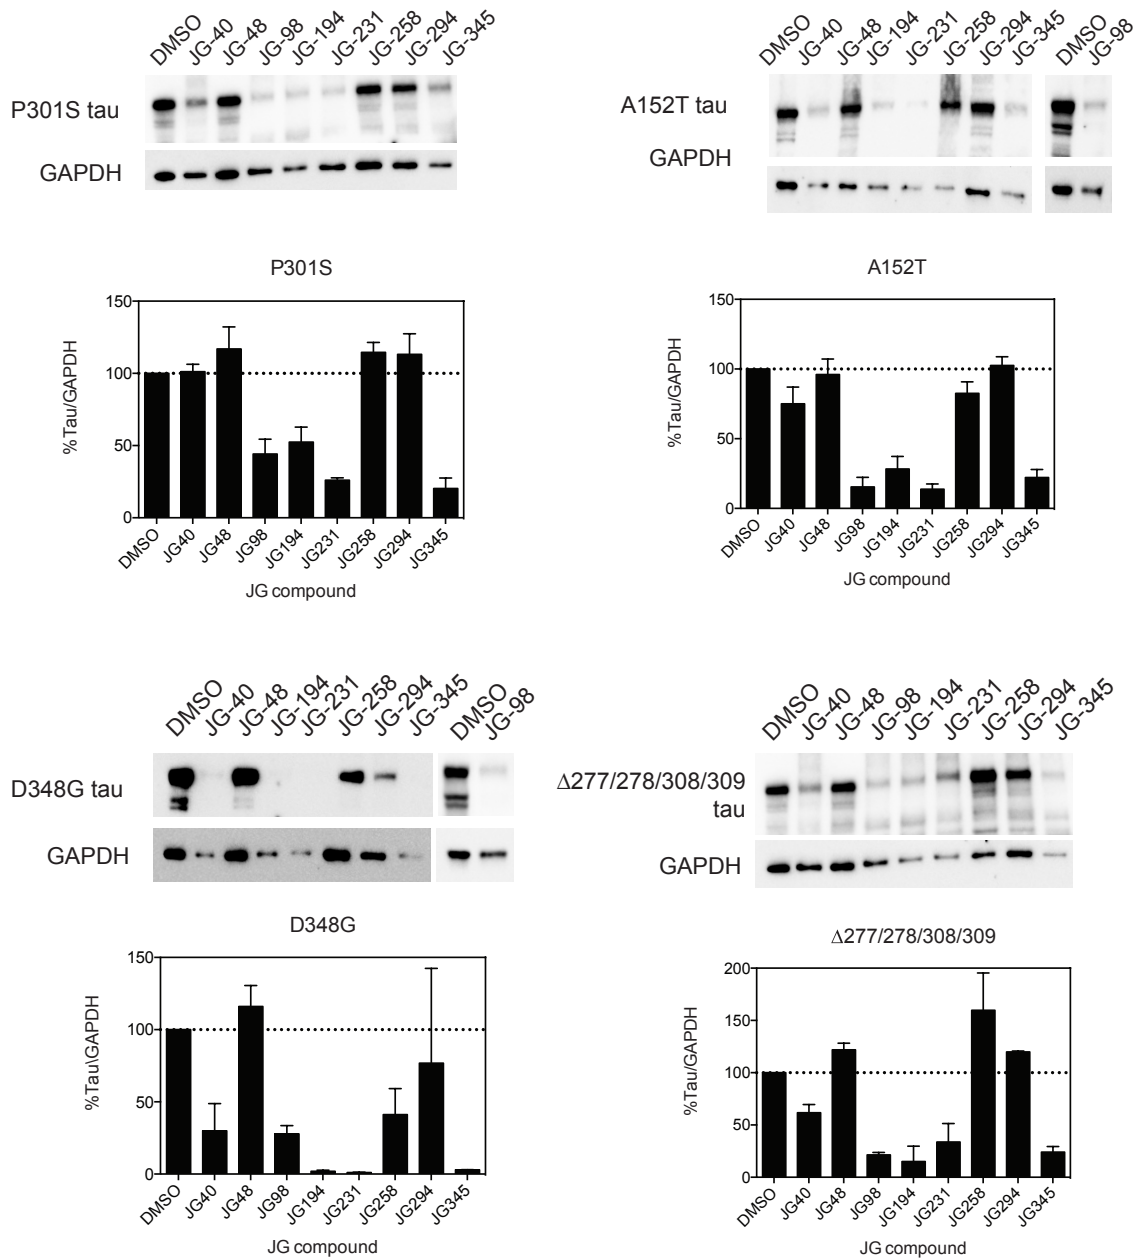 DMSO JG-40 JG-48 JG-98 JG-194 JG-231 JG-258 JG-294 JG-345
P301S tau
GAPDH
P301S
150
100
50
0
%Tau/GAPDH
DMSO JG40 JG48 JG98 JG194 JG231 JG258 JG294 JG345
JG compound
DMSO JG-40 JG-48 JG-194 JG-231 JG-258 JG-294 JG-345 DMSO JG-98
A152T tau
GAPDH
A152T
150
100
50
0
%Tau/GAPDH
DMSO JG40 JG48 JG98 JG194 JG231 JG258 JG294 JG345
JG compound
DMSO JG-40 JG-48 JG-194 JG-231 JG-258 JG-294 JG-345 DMSO JG-98
D348G tau
GAPDH
D348G
150
100
50
0
%Tau\GAPDH
DMSO JG40 JG48 JG98 JG194 JG231 JG258 JG294 JG345
JG compound
DMSO JG-40 JG-48 JG-98 JG-194 JG-231 JG-258 JG-294 JG-345
Δ277/278/308/309
tau
GAPDH
Δ277/278/308/309
200
150
100
50
0
%Tau/GAPDH
DMSO JG40 JG48 JG98 JG194 JG231 JG258 JG294 JG345
JG compound